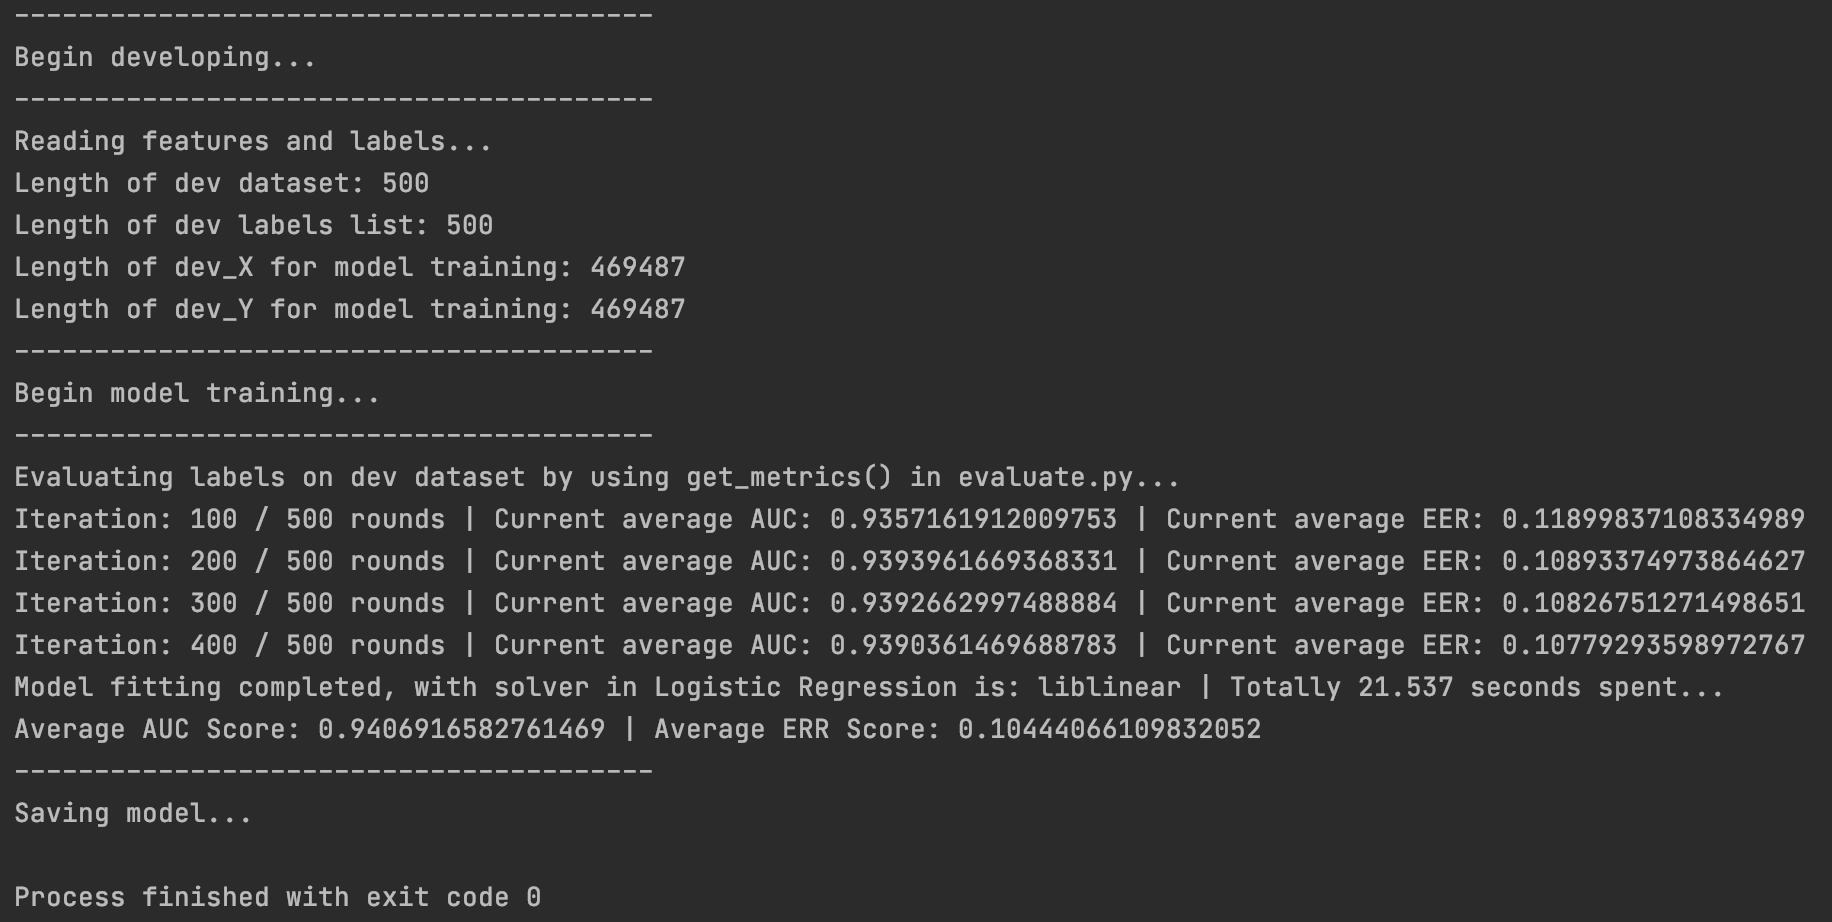 ----------------------------------------
Begin developing...
----------------------------------------
Reading features and labels...
Length of dev dataset: 500
Length of dev labels list: 500
Length of dev_X for model training: 469487
Length of dev_Y for model training: 469487
----------------------------------------
Begin model training...
----------------------------------------
Evaluating labels on dev dataset by using get_metrics() in evaluate.py...
Iteration: 100 / 500 rounds | Current average AUC: 0.9357161912009753 | Current average EER: 0.11899837108334989
Iteration: 200 / 500 rounds | Current average AUC: 0.9393961669368331 | Current average EER: 0.10893374973864627
Iteration: 300 / 500 rounds | Current average AUC: 0.9392662997488884 | Current average EER: 0.10826751271498651
Iteration: 400 / 500 rounds | Current average AUC: 0.9390361469688783 | Current average EER: 0.10779293598972767
Model fitting completed, with solver in Logistic Regression is: liblinear | Totally 21.537 seconds spent...
Average AUC Score: 0.9406916582761469 | Average ERR Score: 0.10444066109832052
----------------------------------------
Saving model...
Process finished with exit code 0